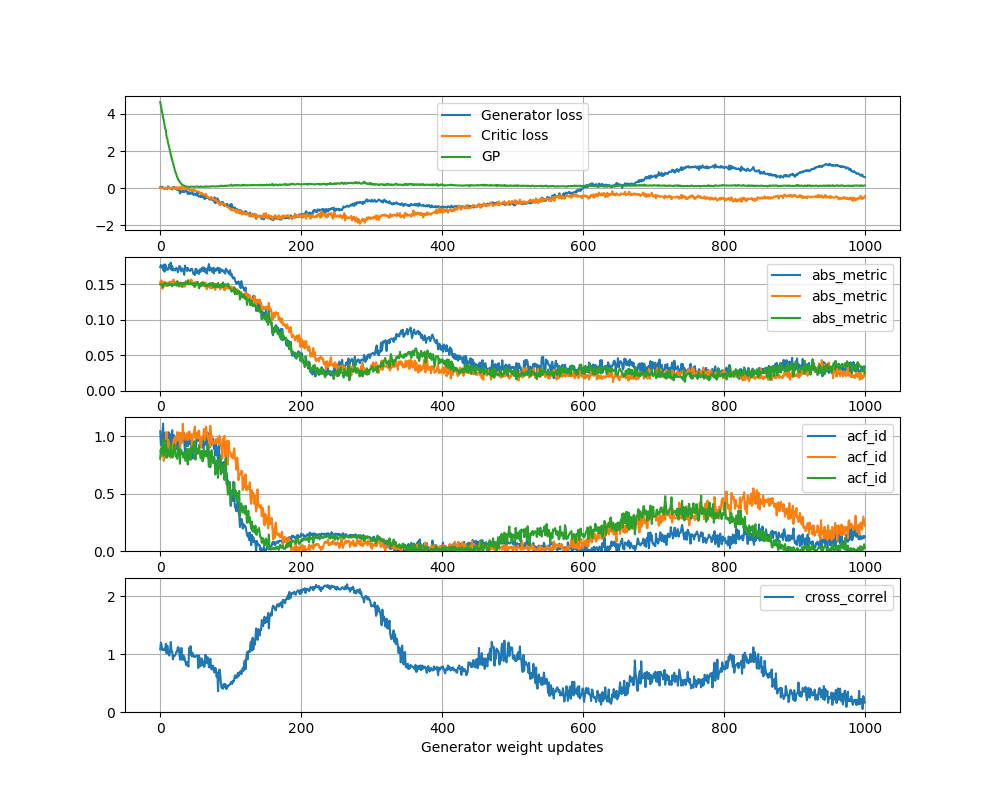 4
2
0
−2
Generator loss
Critic loss
GP
0 200 400 600 800 1000
0.15
0.10
0.05
0.00
abs_metric
abs_metric
abs_metric
0 200 400 600 800 1000
1.0
0.5
0.0
acf_id
acf_id
acf_id
0 200 400 600 800 1000
2
1
0
cross_correl
0 200 400 600 800 1000
Generator weight updates